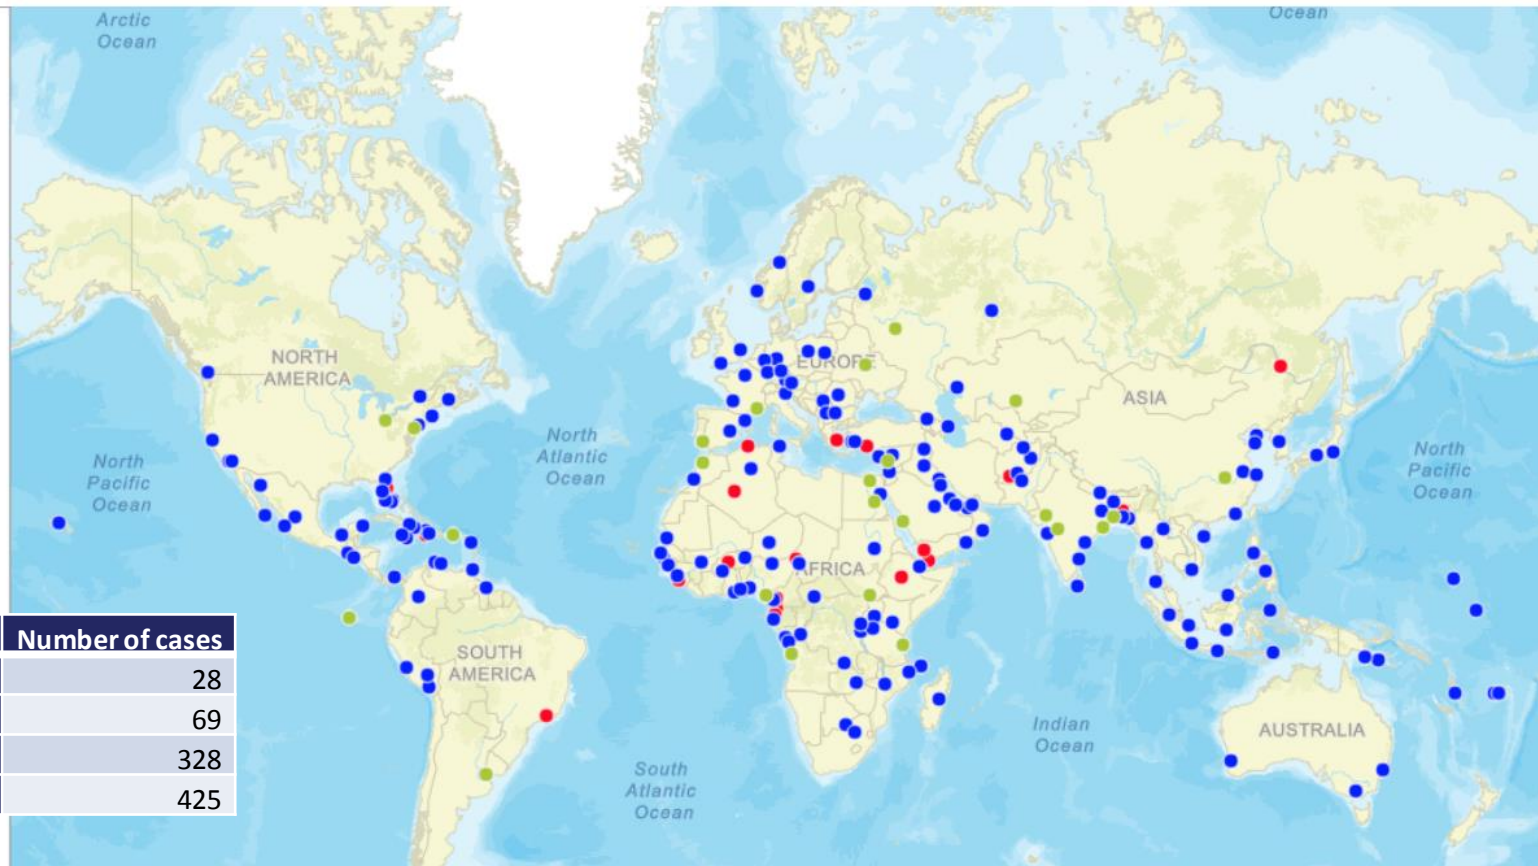 Arctic
Ocean
Ocean
NORTH
AMERICA
EUROPE
ASIA
North
Pacific
Ocean
North
Atlantic
Ocean
North
Pacific
Ocean
AFRICA
SOUTH
AMERICA
Indian
Ocean
AUSTRALIA
South
Atlantic
Ocean
Number of cases
28
69
328
425